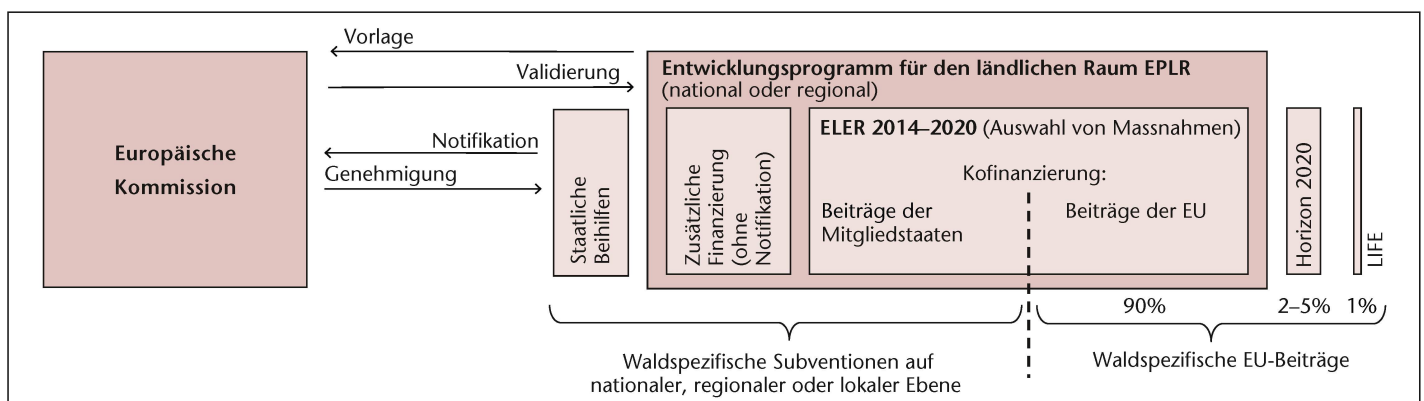 Vorlage
Validierung
Notifikation
Genehmigung
Europäische
Kommission
Staatliche
Beihilfen
Entwicklungsprogramm für den ländlichen Raum EPLR
(national oder regional)
Zusätzliche
Finanzierung
(ohne
Notifikation)
ELER 2014–2020 (Auswahl von Massnahmen)
Kofinanzierung:
Beiträge der
Mitgliedstaaten
Beiträge der EU
Horizon 2020
LIFE
90%
2–5%
1%
Waldspezifische Subventionen auf
nationaler, regionaler oder lokaler Ebene
Waldspezifische EU-Beiträge